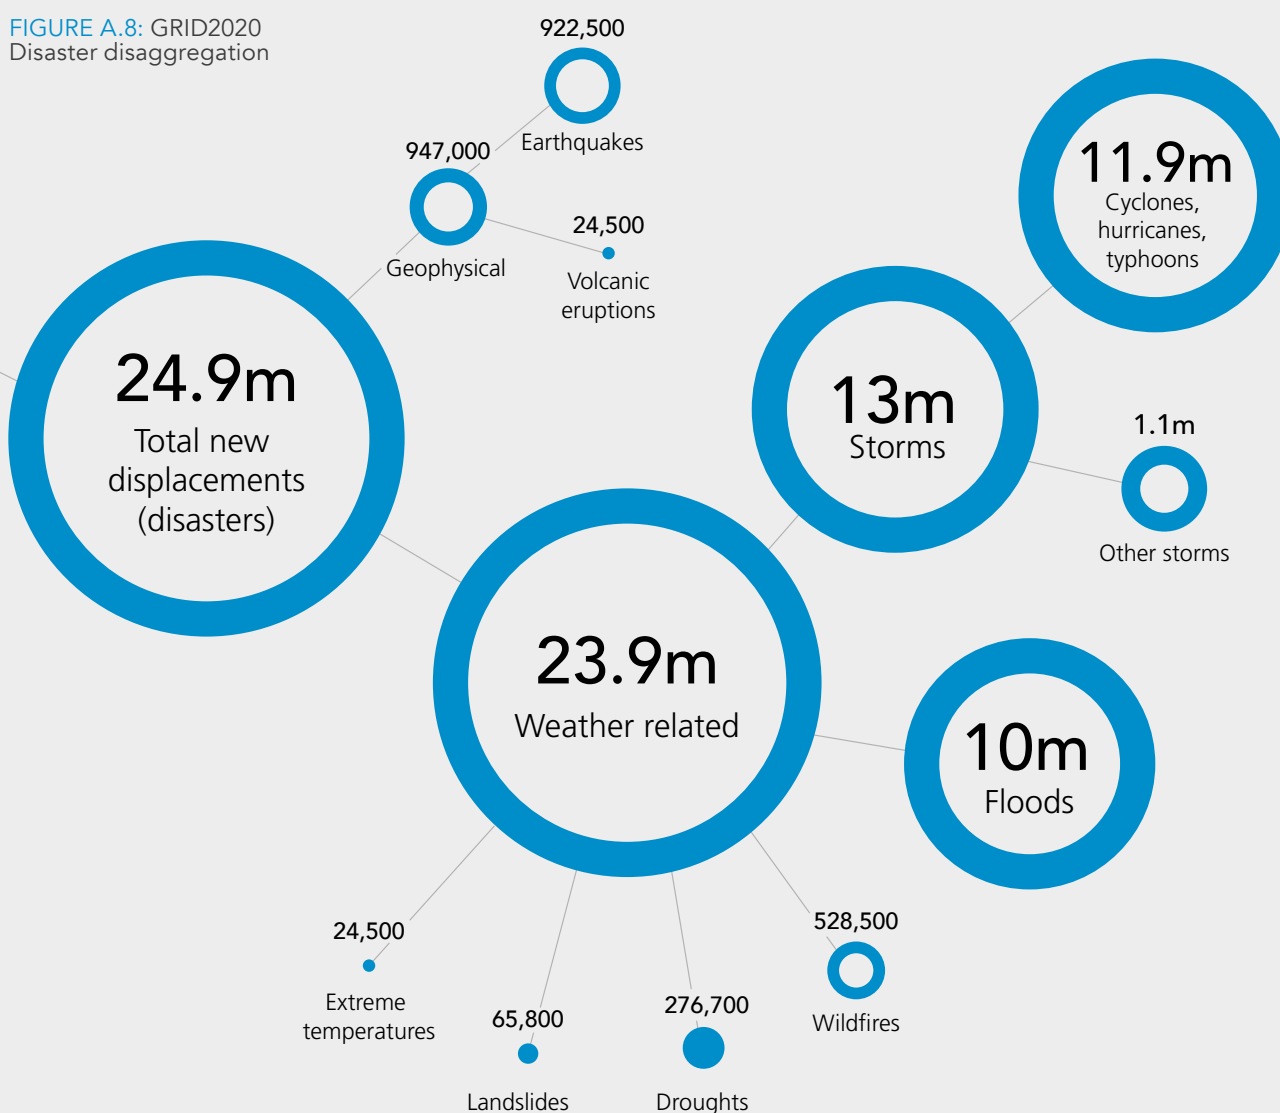 FIGURE A.8: GRID2020
Disaster disaggregation
922,500
Earthquakes
947,000
Geophysical
24,500
Volcanic
eruptions
11.9m
Cyclones,
hurricanes,
typhoons
24.9m
Total new
displacements
(disasters)
13m
Storms
1.1m
Other storms
23.9m
Weather related
10m
Floods
24,500
Extreme
temperatures
65,800
Landslides
276,700
Droughts
528,500
Wildfires